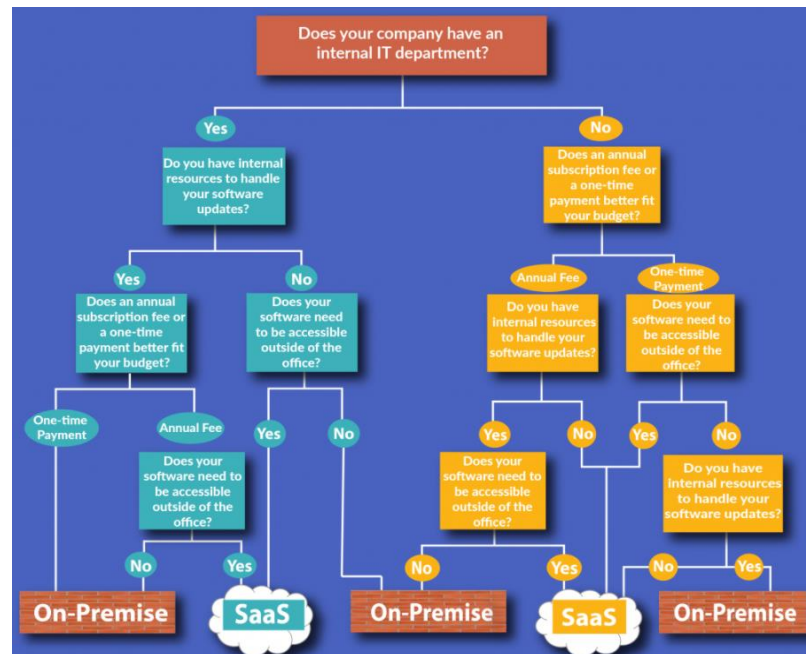 Does your company have an
internal IT department?
Yes
No
Do you have internal
resources to handle
your software
updates?
Does an annual
subscription fee or
a one-time
payment better fit
your budget?
Yes
No
Annual Fee
One-time
Payment
Does an annual
subscription fee or
a one-time
payment better fit
your budget?
Does your
software need to
to be accessible
outside of the
office?
Do you have
internal resources
to handle your
software updates?
Does your
software need to
be accessible
outside of the
office?
One-time
Payment
Annual Fee
Yes
No
Yes
No
Yes
No
Does your
software need to
be accessible
outside of the
office?
Does your
software need to
be accessible
outside of the
office?
Do you have
internal resources
to handle your
software updates?
No
Yes
No
Yes
No
Yes
On-Premise
SaaS
On-Premise
SaaS
On-Premise